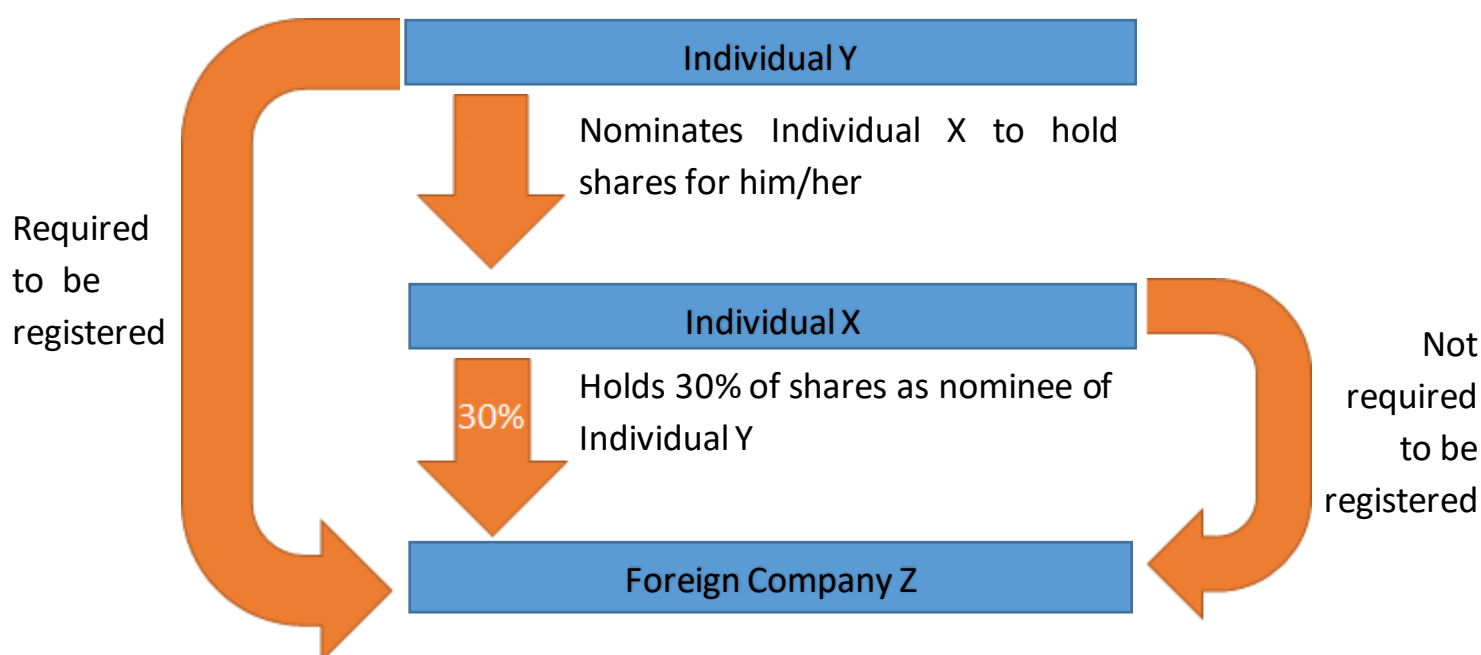 Individual Y
Nominates Individual X to hold
shares for him/her
Required
to be
registered
Individual X
Holds 30% of shares as nominee of
Individual Y
30%
Not
required
to be
registered
Foreign Company Z